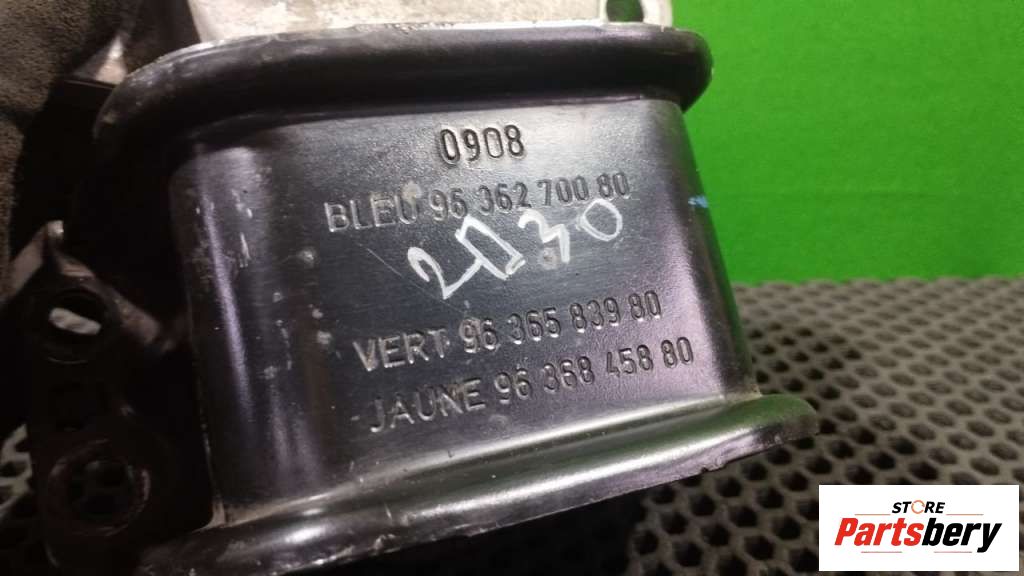 0908
BLEU 96 362 700 80
2030
VERT 96 365 839 80
JAUNE 96 368 458 80
STORE
Partsbery